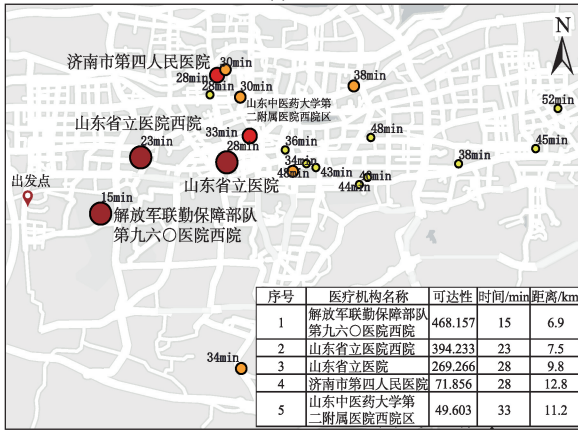 N
济南市第四人民医院
30min
28min
28min
30min
38min
山东中医药大学第
二附属医院西院区
52min
山东省立医院西院
33min
48min
23min
28min
36min
45min
34min
38min
43min
山东省立医院
44min
出发点
15min
解放军联勤保障部队
第九六〇医院西院
34min
序号 医疗机构名称 可达性 时间/min 距离/km
1 解放军联勤保障部队
第九六〇医院西院 468.157 15 6.9
2 山东省立医院西院 394.233 23 7.5
3 山东省立医院 269.266 28 9.8
4 济南市第四人民医院 71.856 28 12.8
5 山东中医药大学第
二附属医院西院区 49.603 33 11.2